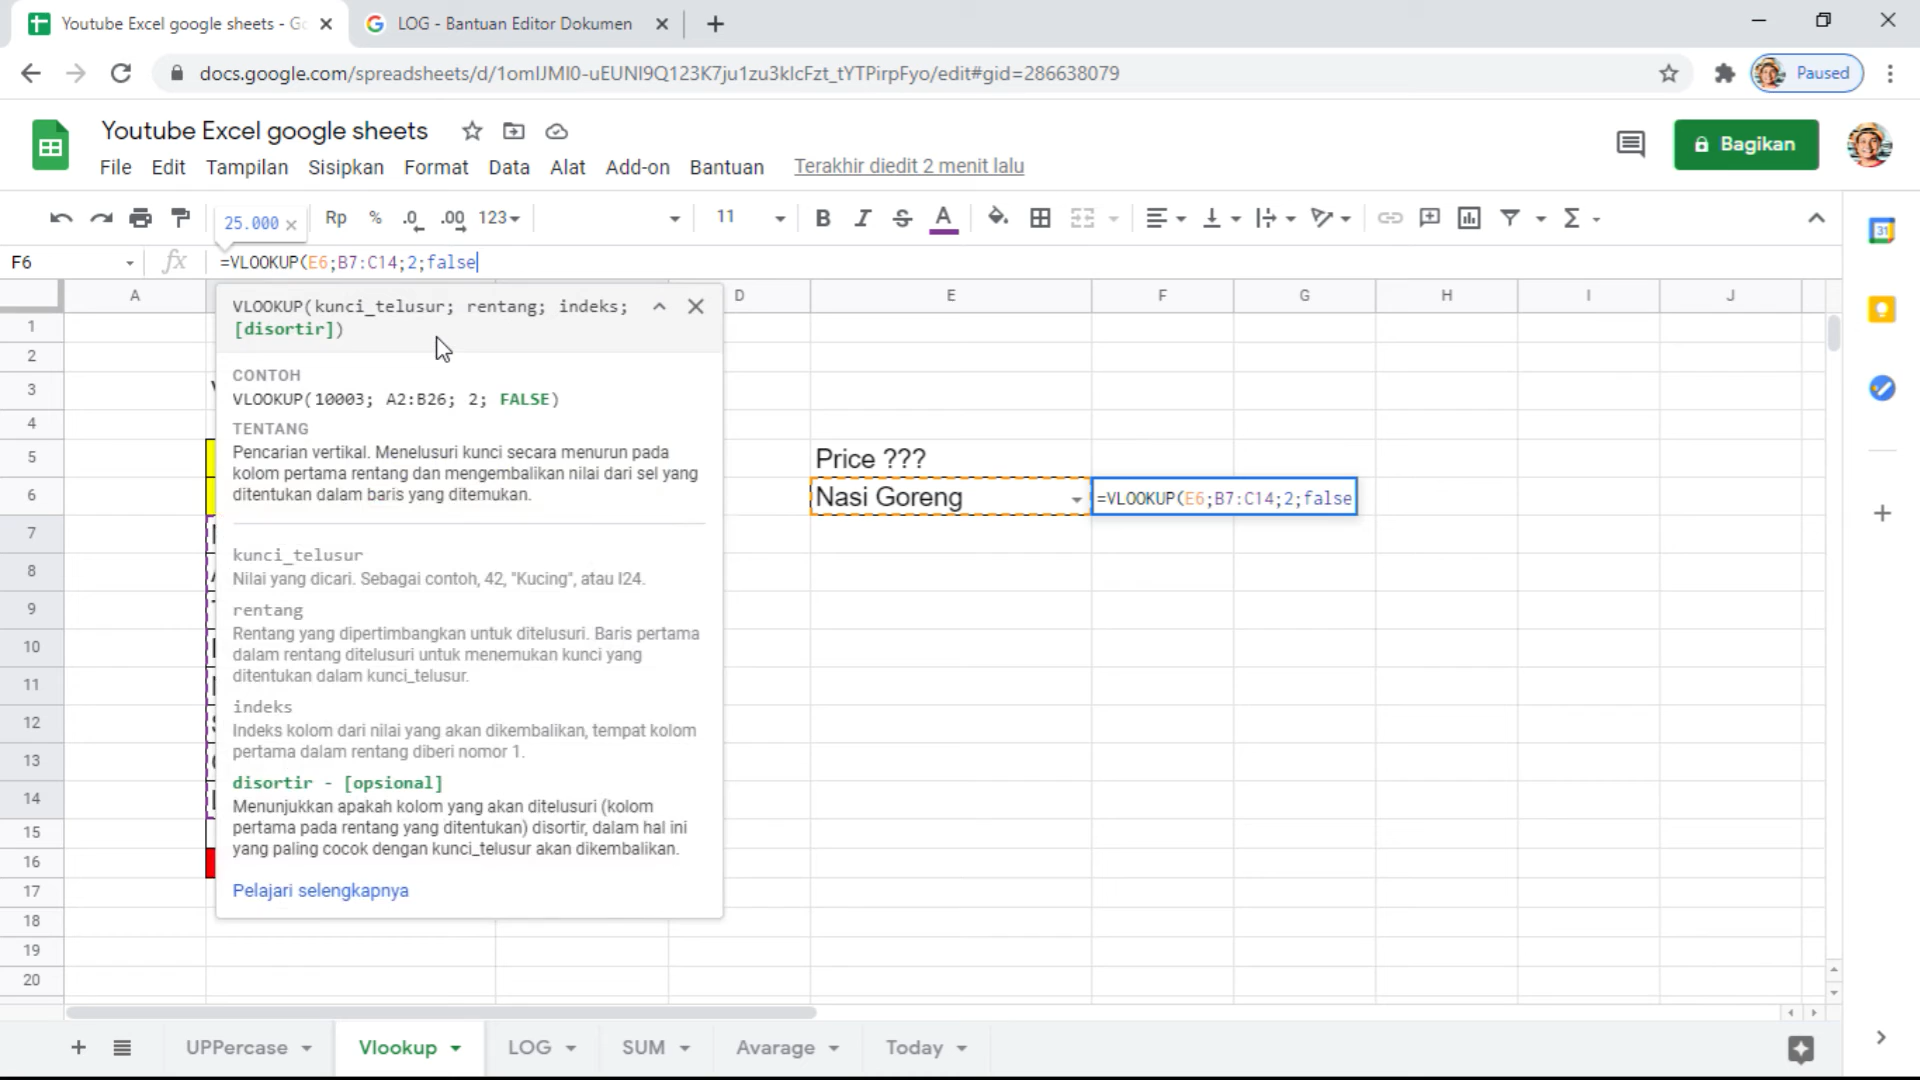 Youtube Excel google sheets - Go
LOG - Bantuan Editor Dokumen
docs.google.com/spreadsheets/d/1omIJMI0-uEUNI9Q123K7ju1zu3kIcFzt_tYTPirpFyo/edit#gid=286638079
Paused
Youtube Excel google sheets
Bagikan
File Edit Tampilan Sisipkan Format Data Alat Add-on Bantuan Terakhir diedit 2 menit lalu
25.000 × Rp % .0 .00 123 11 B I S A Σ
31
F6 fx =VLOOKUP(E6;B7:C14;2;false
A D E F G H I J
VLOOKUP(kunci_telusur; rentang; indeks;
[disortir])
CONTOH
VLOOKUP(10003; A2:B26; 2; FALSE)
TENTANG
Pencarian vertikal. Menelusuri kunci secara menurun pada
kolom pertama rentang dan mengembalikan nilai dari sel yang
ditentukan dalam baris yang ditemukan.
kunci_telusur
Nilai yang dicari. Sebagai contoh, 42, "Kucing", atau I24.
rentang
Rentang yang dipertimbangkan untuk ditelusuri. Baris pertama
dalam rentang ditelusuri untuk menemukan kunci yang
ditentukan dalam kunci_telusur.
indeks
Indeks kolom dari nilai yang akan dikembalikan, tempat kolom
pertama dalam rentang diberi nomor 1.
disortir - [opsional]
Menunjukkan apakah kolom yang akan ditelusuri (kolom
pertama pada rentang yang ditentukan) disortir, dalam hal ini
yang paling cocok dengan kunci_telusur akan dikembalikan.
Pelajari selengkapnya
1
2
3
4
5
6
7
8
9
10
11
12
13
14
15
16
17
18
19
20
Price ???
Nasi Goreng =VLOOKUP(E6;B7:C14;2;false
UPPercase Vlookup LOG SUM Avarage Today